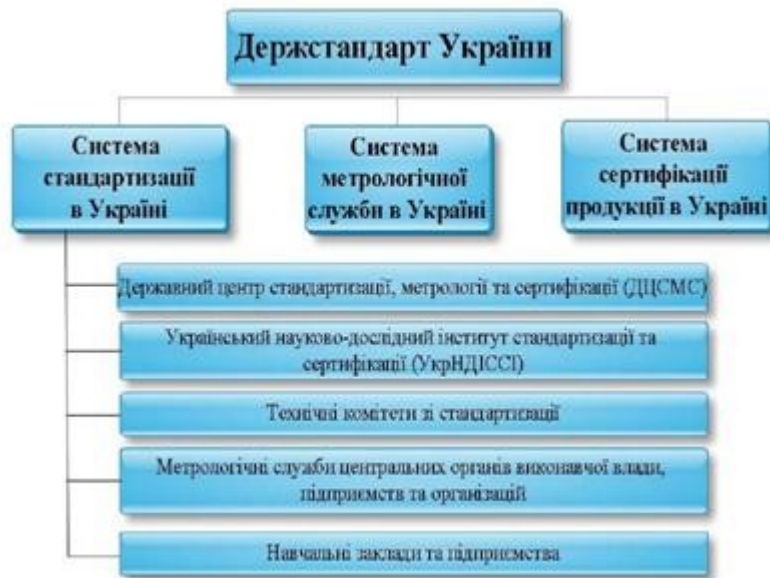 Держстандарт України
Система
стандартизації
в Україні
Система
метрологічної
служби в Україні
Система
сертифікації
продукції в Україні
Державний центр стандартизації, метрології та сертифікації (ДЦСМС)
Український науково-дослідний інститут стандартизації та
сертифікації (УкрНДІССІ)
Технічні комітети зі стандартизації
Метрологічні служби центральних органів виконавчої влади,
підприємств та організацій
Навчальні заклади та підприємства